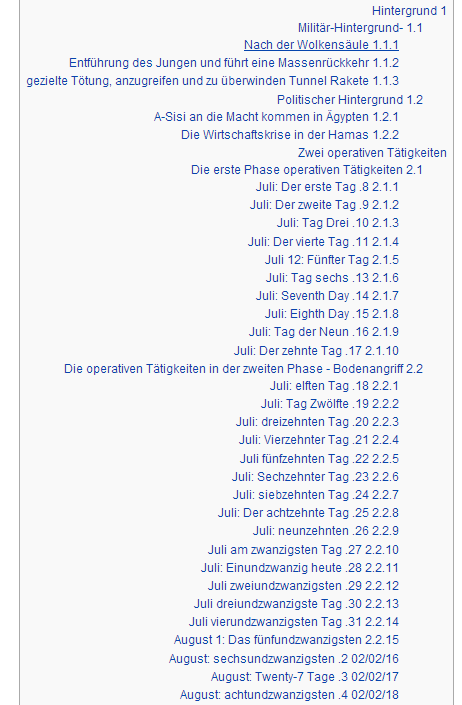 Hintergrund 1
Militär-Hintergrund- 1.1
Nach der Wolkensäule 1.1.1
Entführung des Jungen und führt eine Massenrückkehr 1.1.2
gezielte Tötung, anzugreifen und zu überwinden Tunnel Rakete 1.1.3
Politischer Hintergrund 1.2
A-Sisi an die Macht kommen in Ägypten 1.2.1
Die Wirtschaftskrise in der Hamas 1.2.2
Zwei operativen Tätigkeiten
Die erste Phase operativen Tätigkeiten 2.1
Juli: Der erste Tag .8 2.1.1
Juli: Der zweite Tag .9 2.1.2
Juli: Tag Drei .10 2.1.3
Juli: Der vierte Tag .11 2.1.4
Juli 12: Fünfter Tag 2.1.5
Juli: Tag sechs .13 2.1.6
Juli: Seventh Day .14 2.1.7
Juli: Eighth Day .15 2.1.8
Juli: Tag der Neun .16 2.1.9
Juli: Der zehnte Tag .17 2.1.10
Die operativen Tätigkeiten in der zweiten Phase - Bodenangriff 2.2
Juli: elften Tag .18 2.2.1
Juli: Tag Zwölfte .19 2.2.2
Juli: dreizehnten Tag .20 2.2.3
Juli: Vierzehnter Tag .21 2.2.4
Juli fünfzehnten Tag .22 2.2.5
Juli: Sechzehnter Tag .23 2.2.6
Juli: siebzehnten Tag .24 2.2.7
Juli: Der achtzehnte Tag .25 2.2.8
Juli: neunzehnten .26 2.2.9
Juli am zwanzigsten Tag .27 2.2.10
Juli: Einundzwanzig heute .28 2.2.11
Juli zweiundzwanzigsten .29 2.2.12
Juli dreiundzwanzigste Tag .30 2.2.13
Juli vierundzwanzigsten Tag .31 2.2.14
August 1: Das fünfundzwanzigsten 2.2.15
August: sechsundzwanzigsten .2 02/02/16
August: Twenty-7 Tage .3 02/02/17
August: achtundzwanzigsten .4 02/02/18